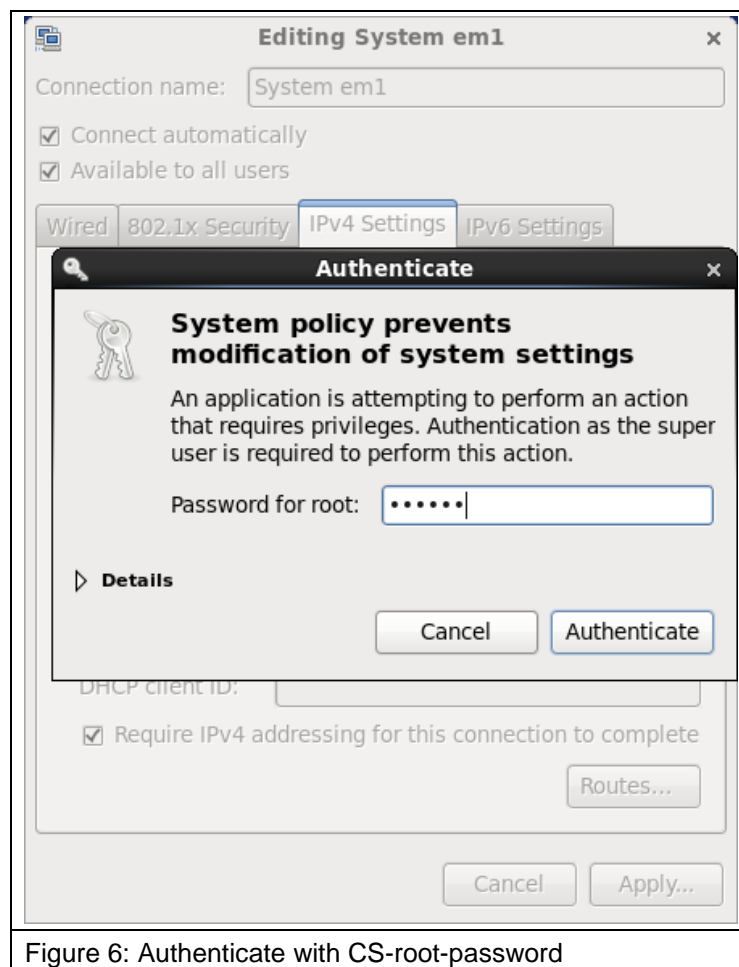 Editing System em1
Connection name: System em1
Connect automatically
Available to all users
Wired 802.1x Security IPv4 Settings IPv6 Settings
Authenticate
System policy prevents
modification of system settings
An application is attempting to perform an action
that requires privileges. Authentication as the super
user is required to perform this action.
Password for root: ••••••
Details
Cancel Authenticate
DHCP client ID:
Require IPv4 addressing for this connection to complete
Routes...
Cancel Apply...
Figure 6: Authenticate with CS-root-password